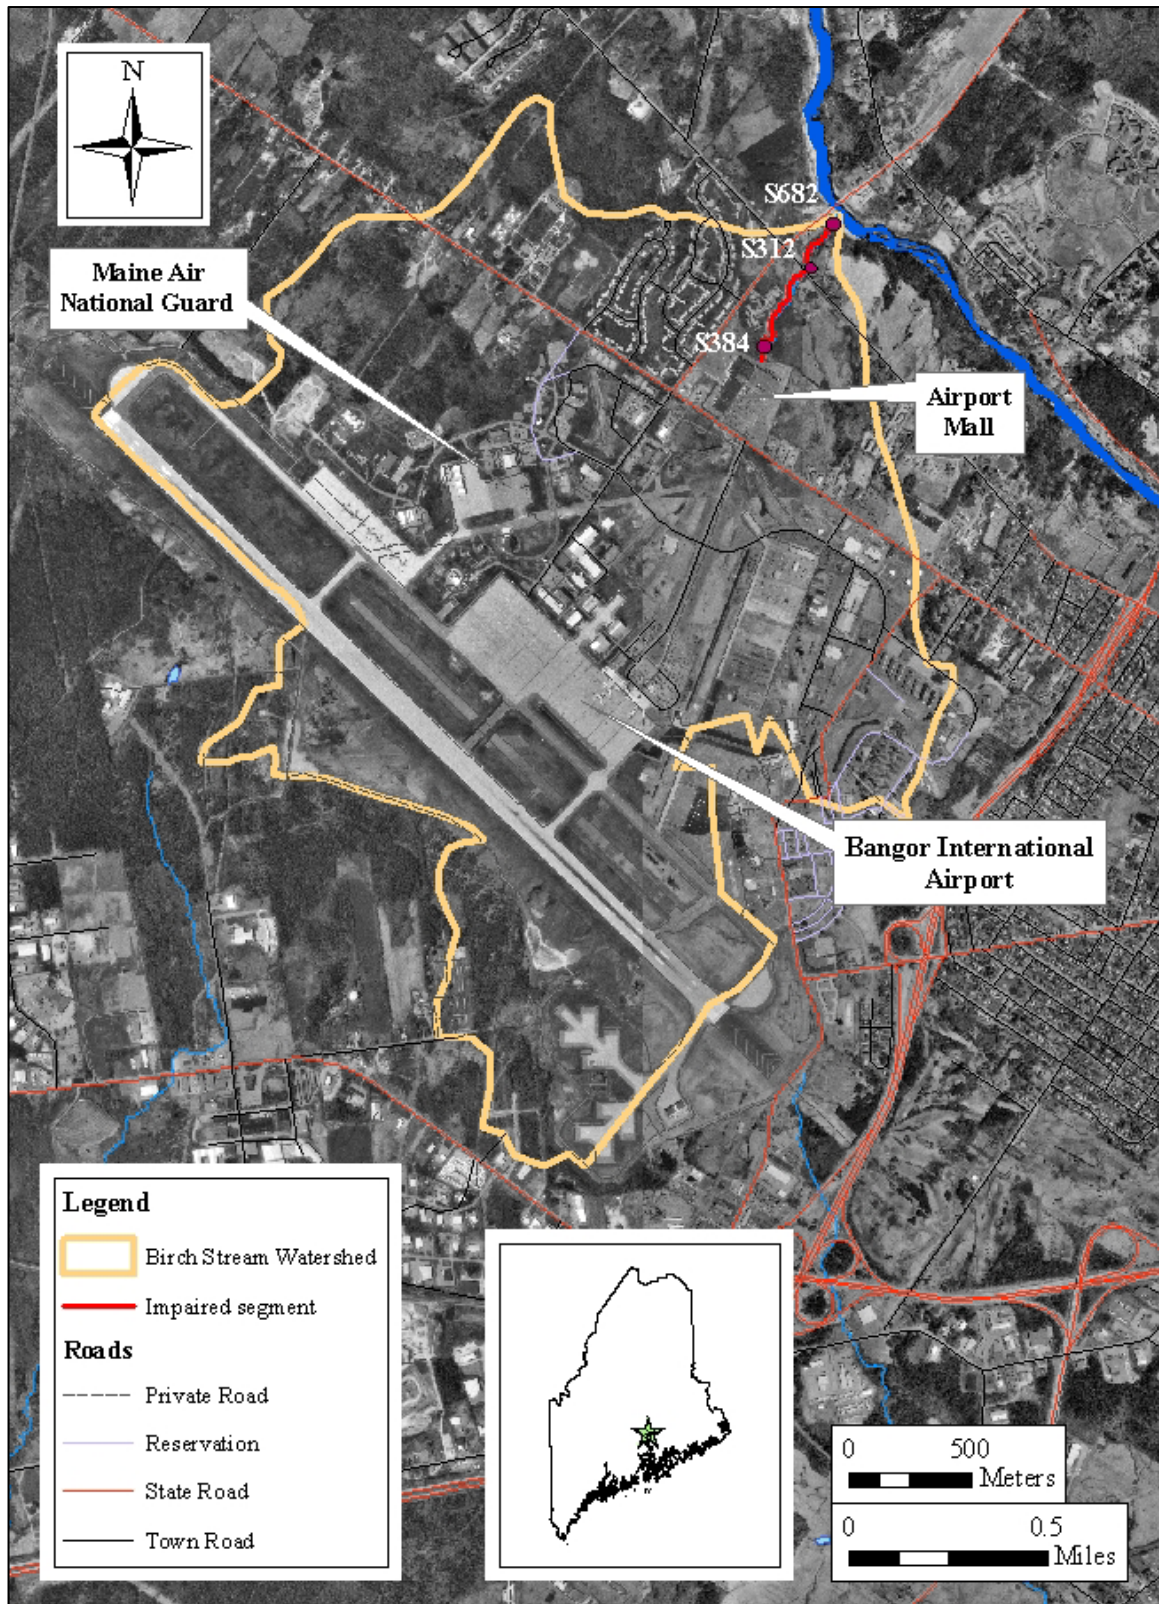 N
Maine Air
National Guard
S682
S312
S384
Airport
Mall
Bangor International
Airport
Legend
Birch Stream Watershed
Impaired segment
Roads
Private Road
Reservation
State Road
Town Road
0 500
Meters
0 0.5
Miles